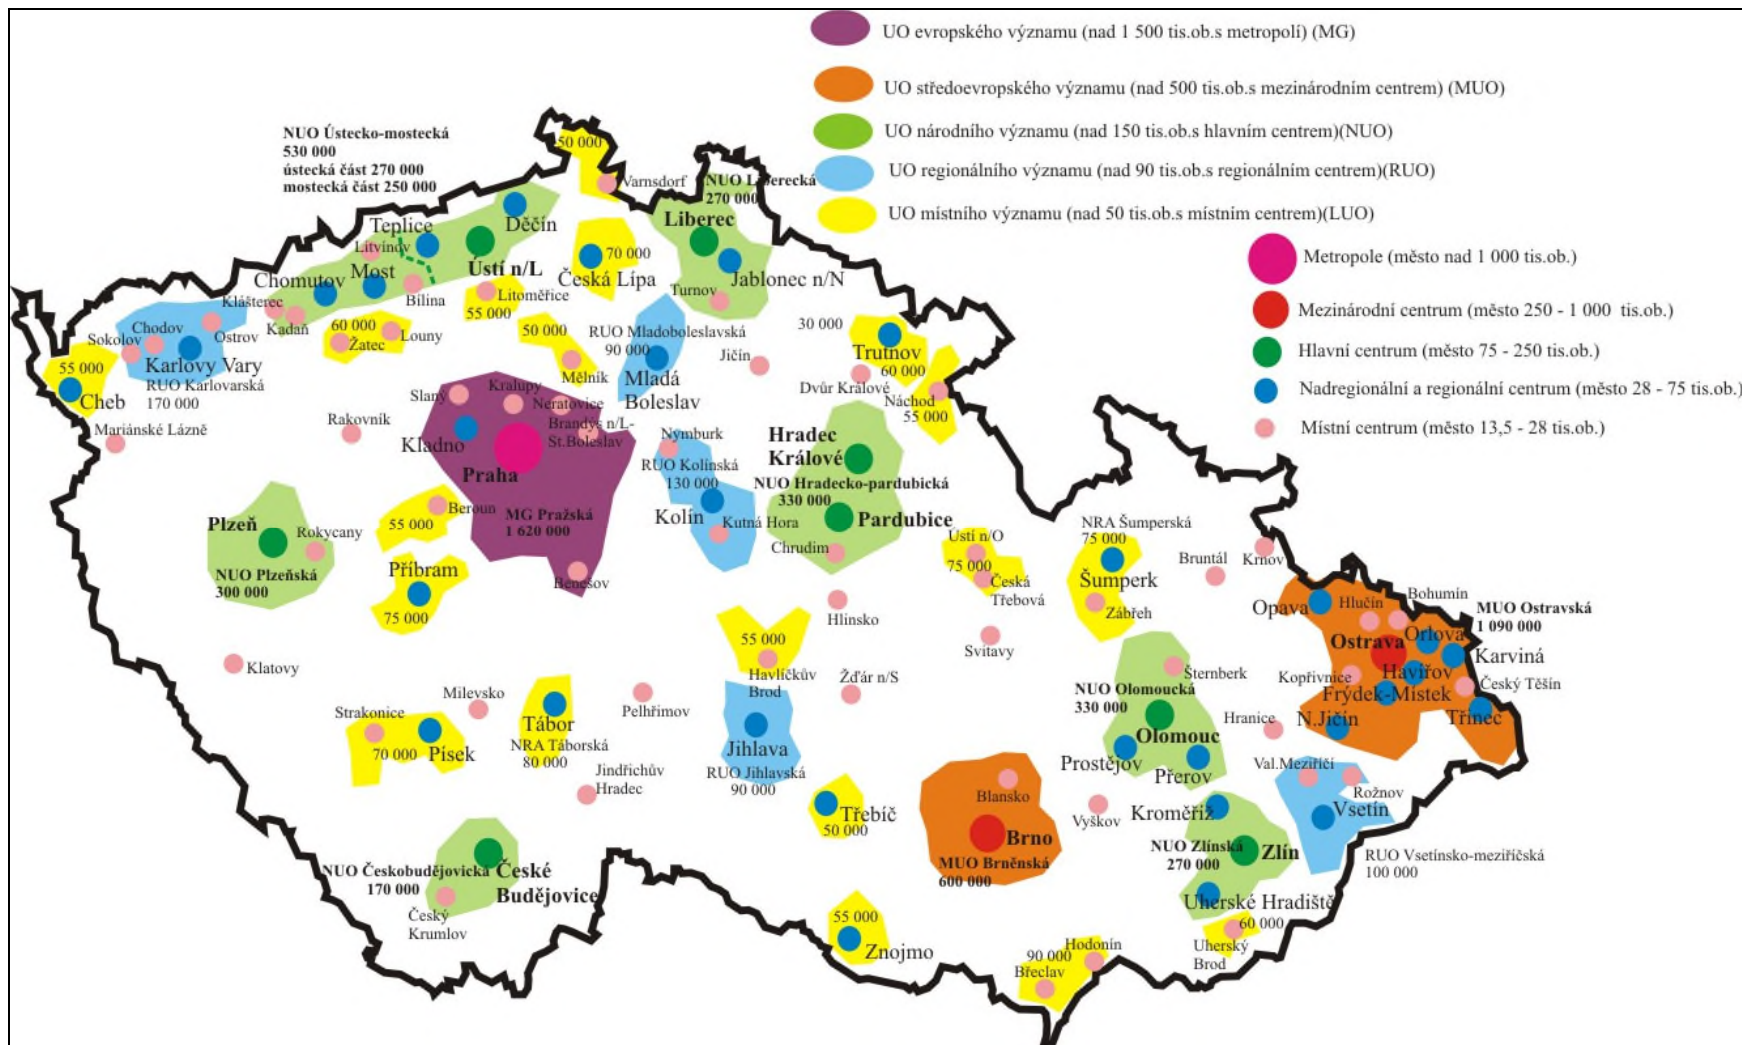 UO evropského významu (nad 1 500 tis.ob.s metropolí) (MG)
UO středoevropského významu (nad 500 tis.ob.s mezinárodním centrem) (MUO)
UO národního významu (nad 150 tis.ob.s hlavním centrem)(NUO)
UO regionálního významu (nad 90 tis.ob.s regionálním centrem)(RUO)
UO místního významu (nad 50 tis.ob.s místním centrem)(LUO)
Metropole (město nad 1 000 tis.ob.)
Mezinárodní centrum (město 250 - 1 000 tis.ob.)
Hlavní centrum (město 75 - 250 tis.ob.)
Nadregionální a regionální centrum (město 28 - 75 tis.ob.)
Místní centrum (město 13,5 - 28 tis.ob.)
NUO Ústecko-mostecká
530 000
ústecká část 270 000
mostecká část 250 000
50 000
Varnsdorf
NUO Liberecká
270 000
Liberec
Jablonec n/N
Turnov
Děčín
Teplice
Litvínov
Most
Chomutov
Ústí n/L
Bílina
Klášterec
Kadaň
Česká Lípa
70 000
Litoměřice
55 000
60 000
Louny
Žatec
50 000
Mělník
RUO Mladoboleslavská
90 000
Mladá
Boleslav
Jičín
30 000
Trutnov
60 000
Dvůr Králové
Náchod
55 000
Chodov
Sokolov
Ostrov
Karlovy Vary
RUO Karlovarská
170 000
55 000
Cheb
Mariánské Lázně
Rakovník
Slaný
Kralupy
Neratovice
Brandýs n/L-
St.Boleslav
Kladno
Praha
MG Pražská
1 620 000
Benešov
Beroun
55 000
Příbram
75 000
Nymburk
RUO Kolínská
130 000
Kolín
Kutná Hora
Hradec
Králové
NUO Hradecko-pardubická
330 000
Pardubice
Chrudim
Plzeň
Rokycany
NUO Plzeňská
300 000
Klatovy
Ústí n/O
75 000
Česká
Třebová
NRA Šumperská
75 000
Šumperk
Zábřeh
Bruntál
Krnov
Hlinsko
Svitavy
Žďár n/S
55 000
Havlíčkův
Brod
Pelhřimov
Jihlava
RUO Jihlavská
90 000
Milevsko
Strakonice
70 000
Písek
Tábor
NRA Táborská
80 000
Jindřichův
Hradec
NUO Českobudějovická
170 000
České
Budějovice
Český
Krumlov
Třebíč
50 000
55 000
Znojmo
Blansko
Brno
MUO Brněnská
600 000
Vyškov
Šternberk
NUO Olomoucká
330 000
Olomouc
Prostějov
Přerov
Hranice
Opava
Hlučín
Bohumín
MUO Ostravská
1 090 000
Ostrava
Orlová
Karviná
Havířov
Kopřivnice
Frýdek-Místek
Český Těšín
Třinec
N.Jičín
Val.Meziříčí
Rožnov
Vsetín
RUO Vsetínsko-meziříčská
100 000
Kroměříž
NUO Zlínská
270 000
Zlín
Uherské Hradiště
60 000
Uherský
Brod
Hodonín
90 000
Břeclav